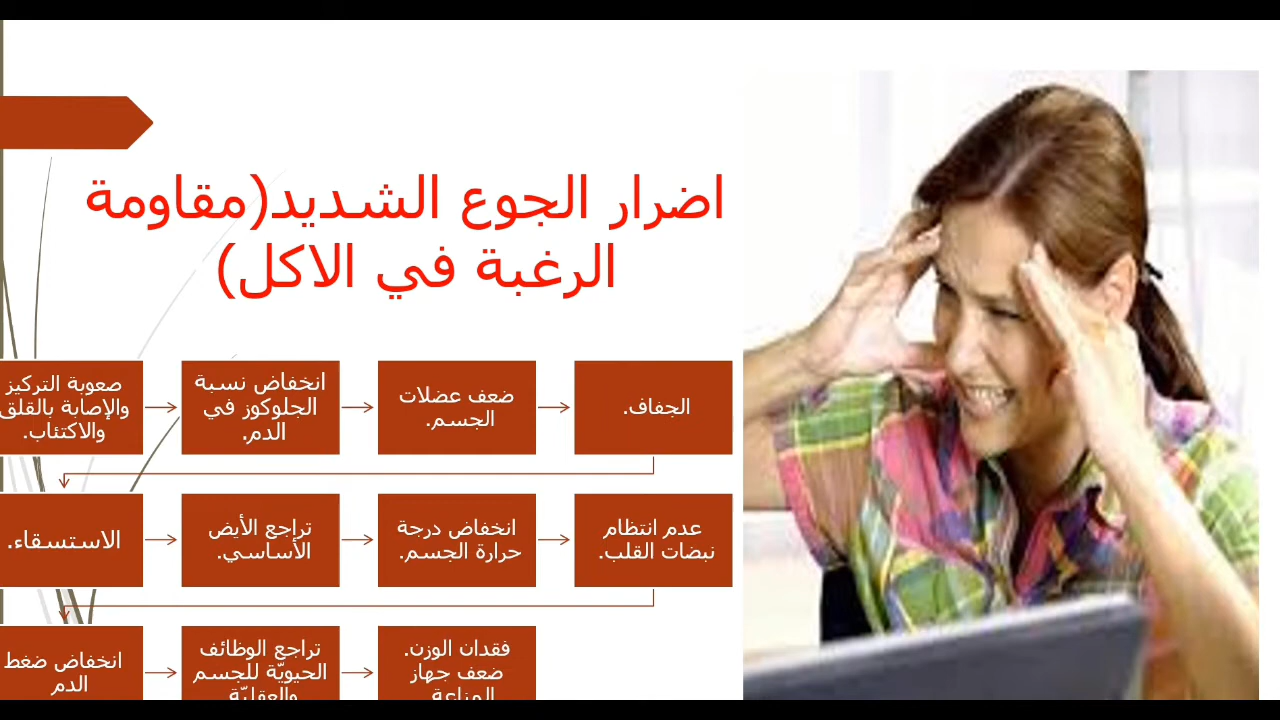 اضرار الجوع الشديد(مقاومة
الرغبة في الاكل)
صعوبة التركيز
والإصابة بالقلق
والاكتئاب.
انخفاض نسبة
الجلوكوز في
الدم.
ضعف عضلات
الجسم.
الجفاف.
الاستسقاء.
تراجع الأيض
الأساسي.
انخفاض درجة
حرارة الجسم.
عدم انتظام
نبضات القلب.
انخفاض ضغط
الدم
تراجع الوظائف
الحيويّة للجسم
والعقليّة
فقدان الوزن.
ضعف جهاز
المناعة